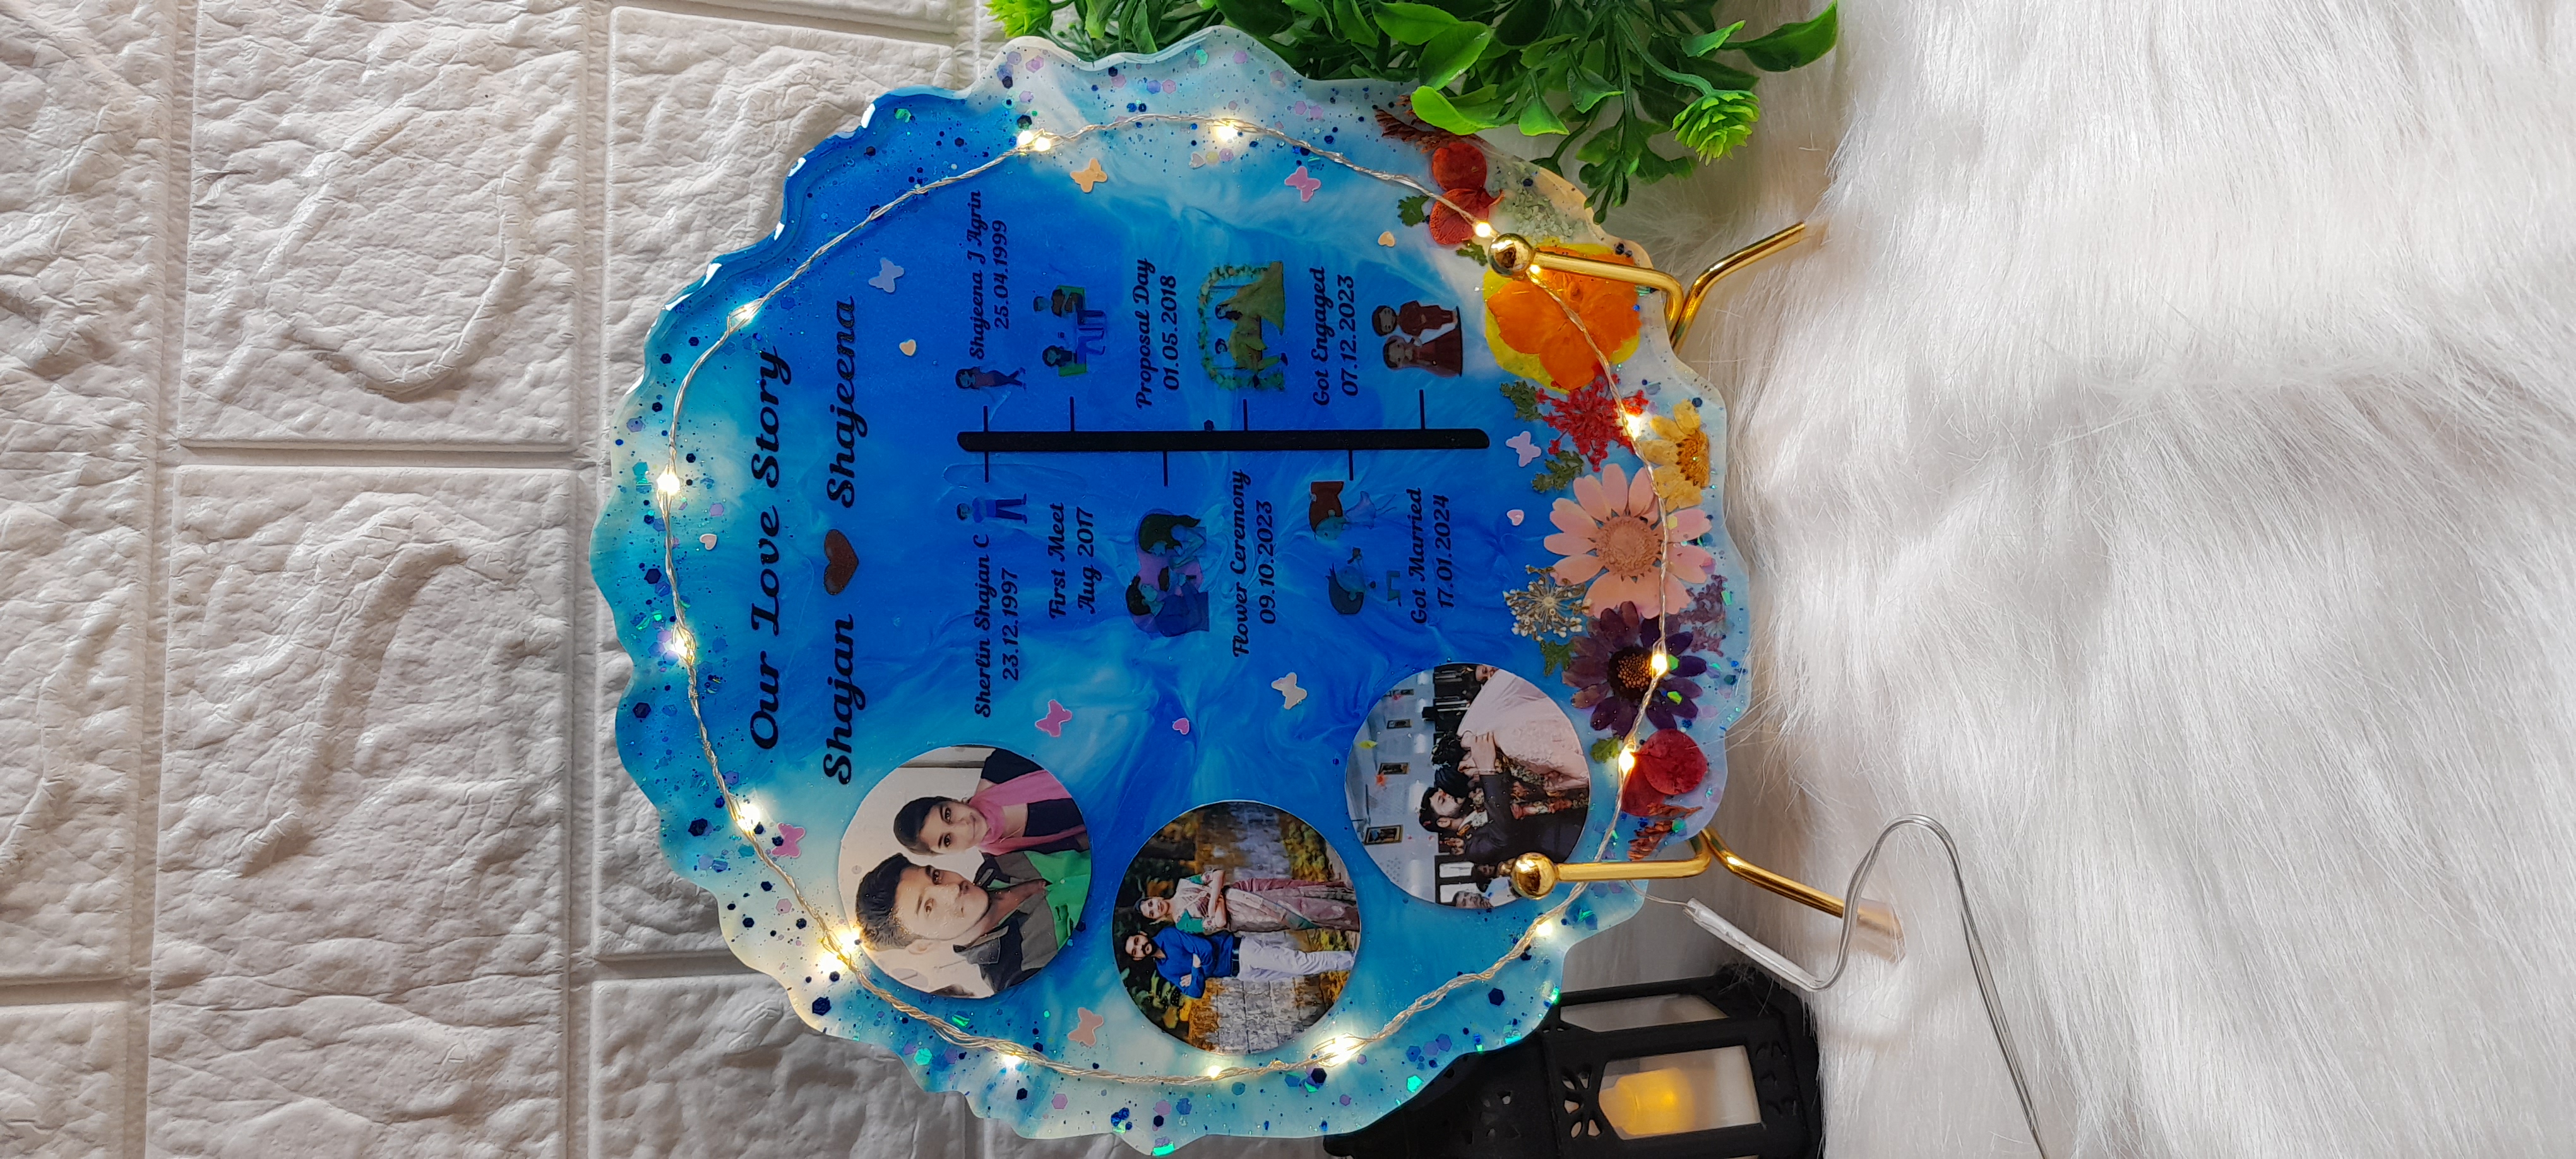 Our Love Story
Shajan Shajeena
Sherlin Shajan C
23.12.1997
Shajeena J Agrin
25.04.1999
First Meet
Aug 2017
Proposal Day
01.05.2018
Flower Ceremony
09.10.2023
Got Engaged
07.12.2023
Got Married
17.01.2024